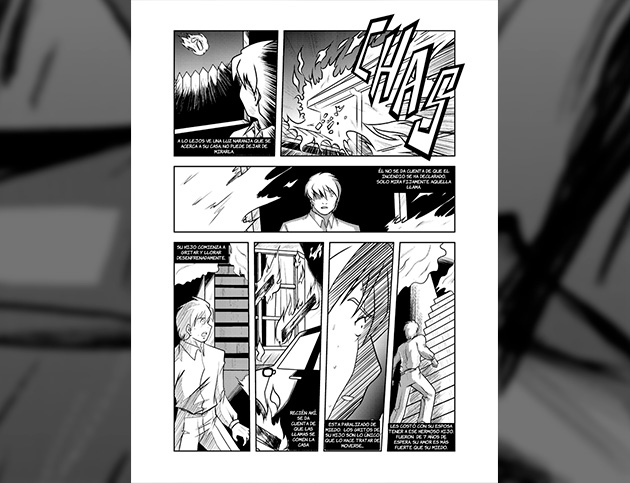 CHAS
A LO LEJOS VE UNA LUZ NARANJA QUE SE
ACERCA A SU CASA NO PUEDE DEJAR DE
MIRARLA
ÉL NO SE DA CUENTA DE QUE EL
INCENDIO SE HA DECLARADO.
SOLO MIRA FIJAMENTE AQUELLA
LLAMA
SU HIJO COMIENZA A
GRITAR Y LLORAR
DESENFRENADAMENTE.
RECIÉN AHÍ,
SE DA
CUENTA DE
QUE LAS
LLAMAS SE
COMEN LA
CASA
ESTA PARALIZADO DE
MIEDO. LOS GRITOS DE
SU HIJO SON LO ÚNICO
QUE LO HACE TRATAR DE
MOVERSE.
LES COSTÓ CON SU ESPOSA
TENER A ESE HERMOSO HIJO.
FUERON DE 7 AÑOS DE
ESPERA. SU AMOR ES MAS
FUERTE QUE SU MIEDO.